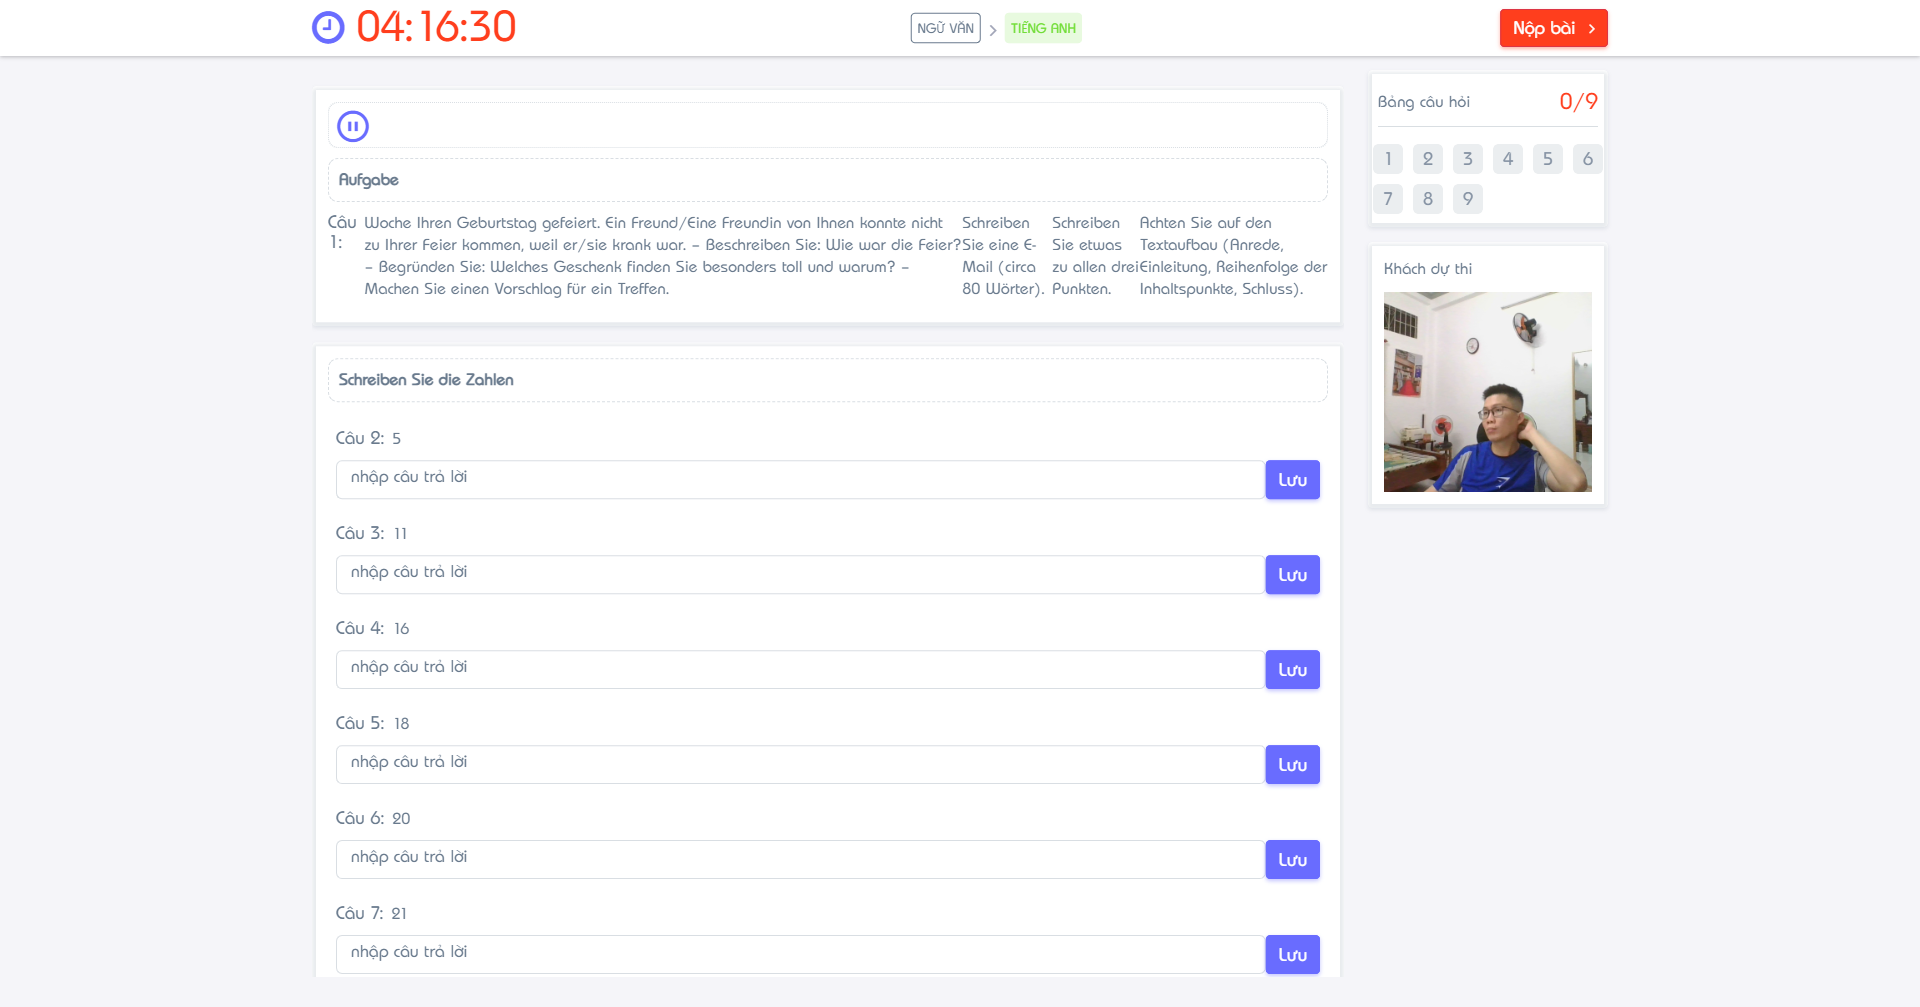 04:16:30
NGỮ VĂN > TIẾNG ANH
Nộp bài
Aufgabe
Câu 1:
Woche Ihren Geburtstag gefeiert. Ein Freund/Eine Freundin von Ihnen konnte nicht
zu Ihrer Feier kommen, weil er/sie krank war. – Beschreiben Sie: Wie war die Feier?
– Begründen Sie: Welches Geschenk finden Sie besonders toll und warum? –
Machen Sie einen Vorschlag für ein Treffen.
Schreiben
Sie eine E-
Mail (circa
80 Wörter).
Schreiben
Sie etwas
zu allen drei
Punkten.
Achten Sie auf den
Textaufbau (Anrede,
Einleitung, Reihenfolge der
Inhaltspunkte, Schluss).
Schreiben Sie die Zahlen
Câu 2: 5
nhập câu trả lời
Lưu
Câu 3: 11
nhập câu trả lời
Lưu
Câu 4: 16
nhập câu trả lời
Lưu
Câu 5: 18
nhập câu trả lời
Lưu
Câu 6: 20
nhập câu trả lời
Lưu
Câu 7: 21
nhập câu trả lời
Lưu
Bảng câu hỏi
0/9
1 2 3 4 5 6
7 8 9
Khách dự thi